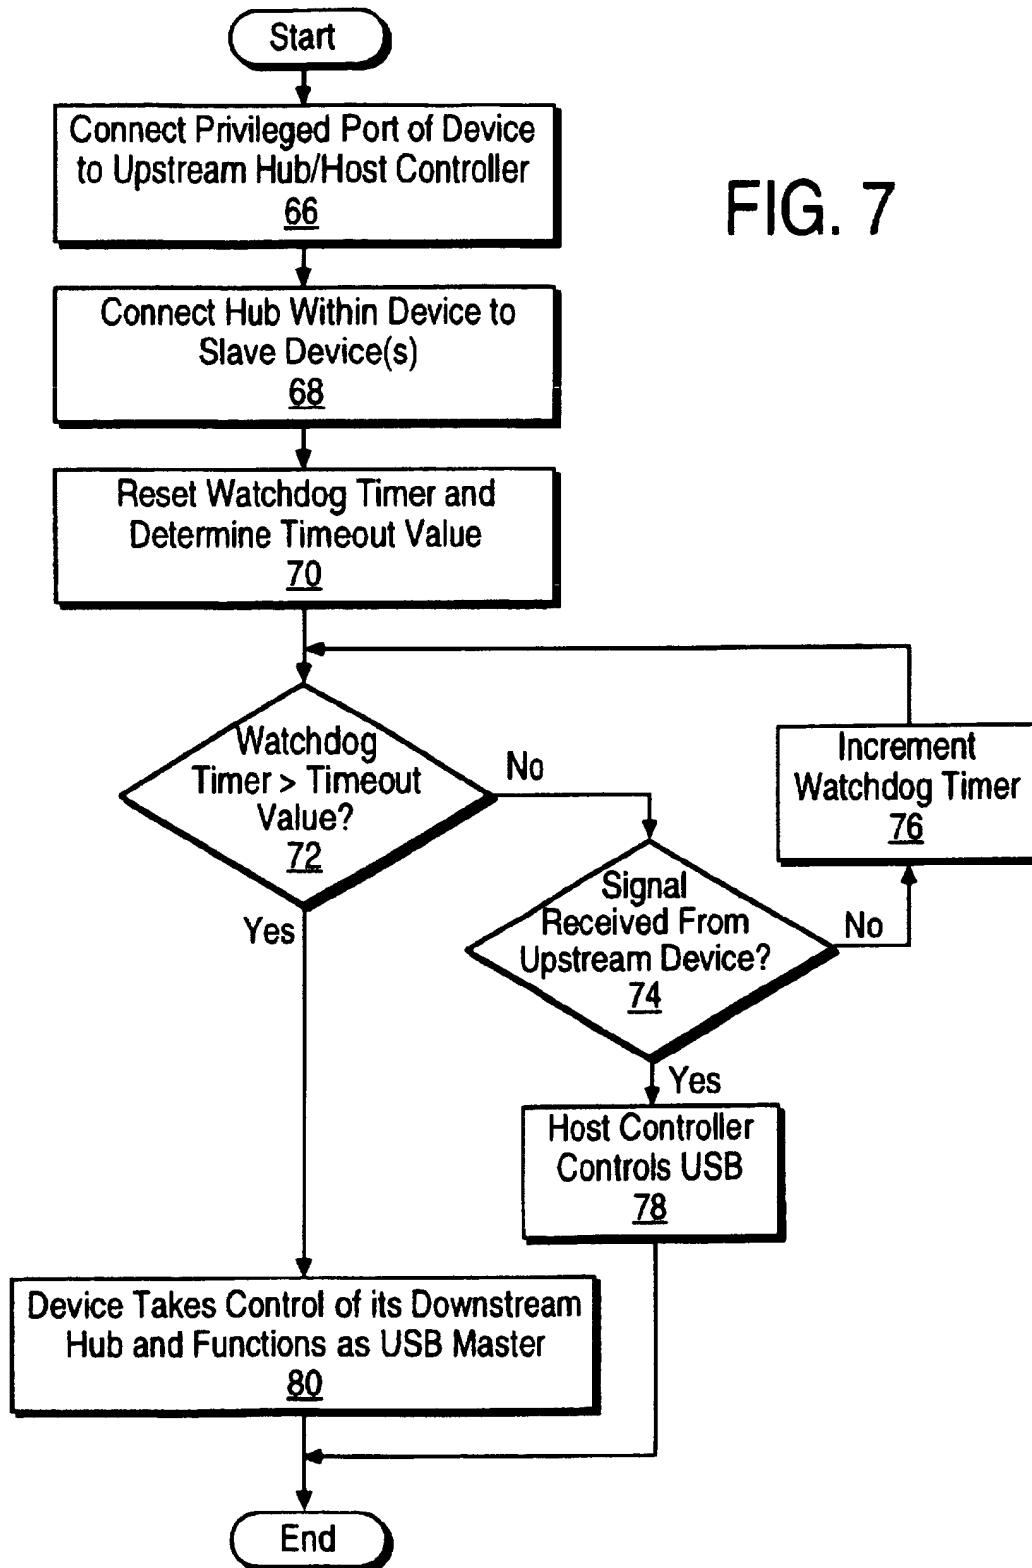 Start
Connect Privileged Port of Device
to Upstream Hub/Host Controller
66
FIG. 7
Connect Hub Within Device to
Slave Device(s)
68
Reset Watchdog Timer and
Determine Timeout Value
70
Watchdog
Timer > Timeout
Value?
72
No
Yes
Increment
Watchdog Timer
76
Signal
Received From
Upstream Device?
74
No
Yes
Host Controller
Controls USB
78
Device Takes Control of its Downstream
Hub and Functions as USB Master
80
End